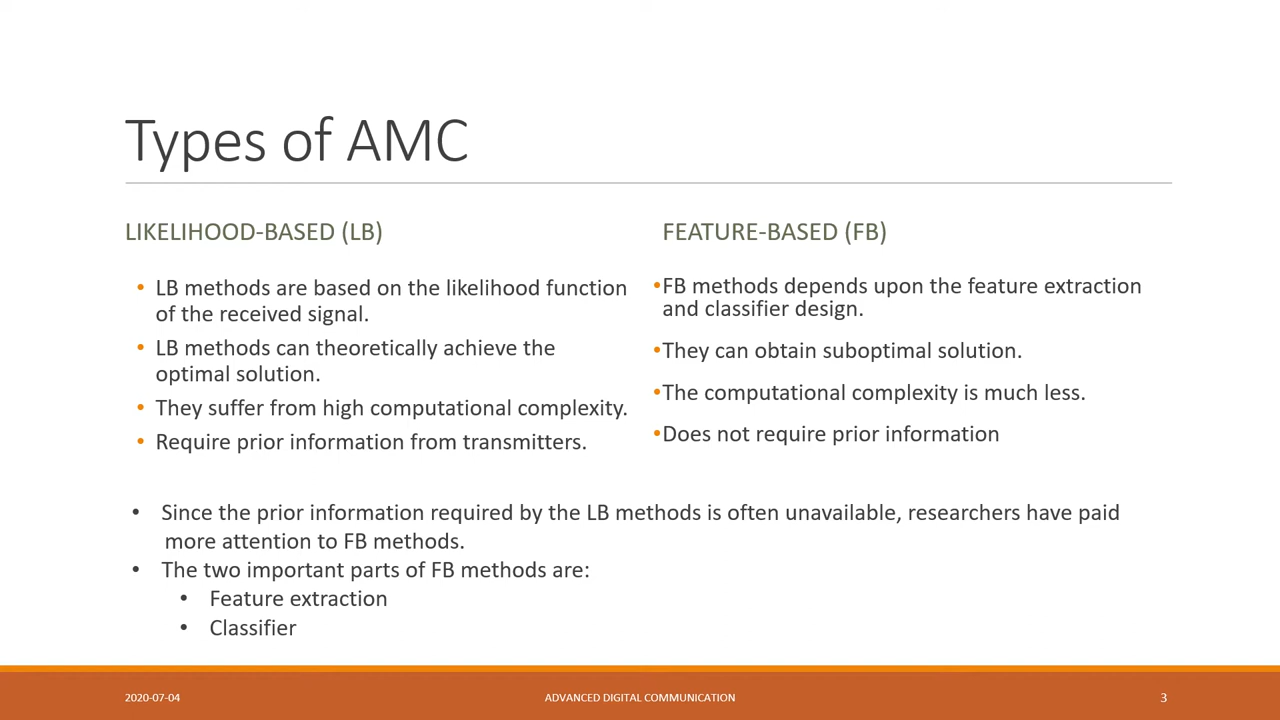 Types of AMC
LIKELIHOOD-BASED (LB)
• LB methods are based on the likelihood function
of the received signal.
• LB methods can theoretically achieve the
optimal solution.
• They suffer from high computational complexity.
• Require prior information from transmitters.
FEATURE-BASED (FB)
•FB methods depends upon the feature extraction
and classifier design.
•They can obtain suboptimal solution.
•The computational complexity is much less.
•Does not require prior information
• Since the prior information required by the LB methods is often unavailable, researchers have paid
more attention to FB methods.
• The two important parts of FB methods are:
• Feature extraction
• Classifier
2020-07-04
ADVANCED DIGITAL COMMUNICATION
3